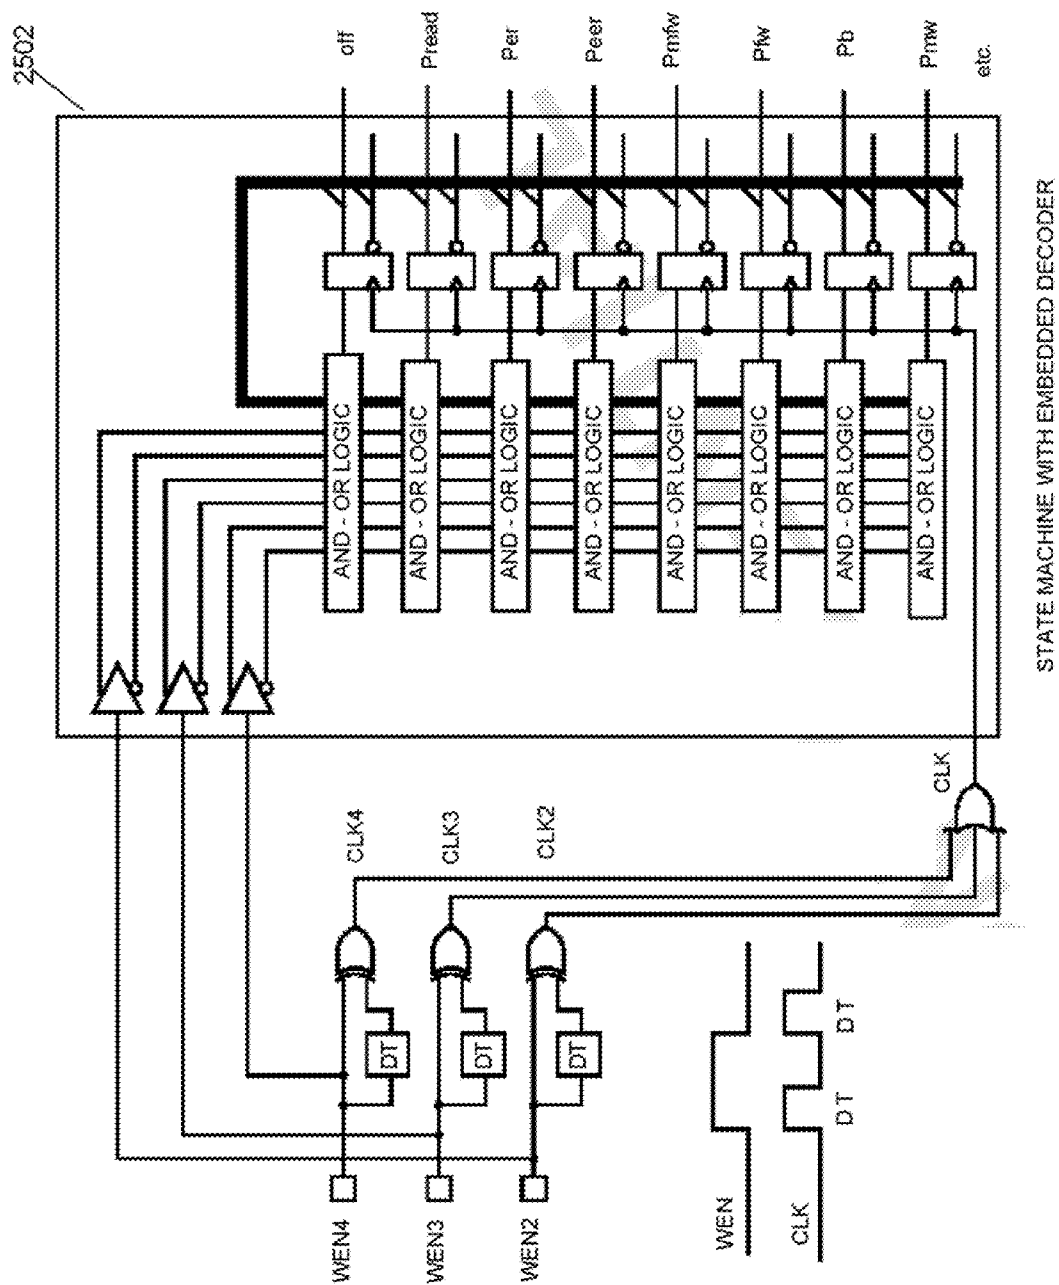 2502
off
Pread
Per
Peer
Pmfw
Pfw
Pb
Pmw
etc.
AND - OR LOGIC
AND - OR LOGIC
AND - OR LOGIC
AND - OR LOGIC
AND - OR LOGIC
AND - OR LOGIC
AND - OR LOGIC
AND - OR LOGIC
CLK4
CLK3
CLK2
CLK
DT
DT
DT
WEN4
WEN3
WEN2
WEN
CLK
DT
DT
STATE MACHINE WITH EMBEDDED DECODER